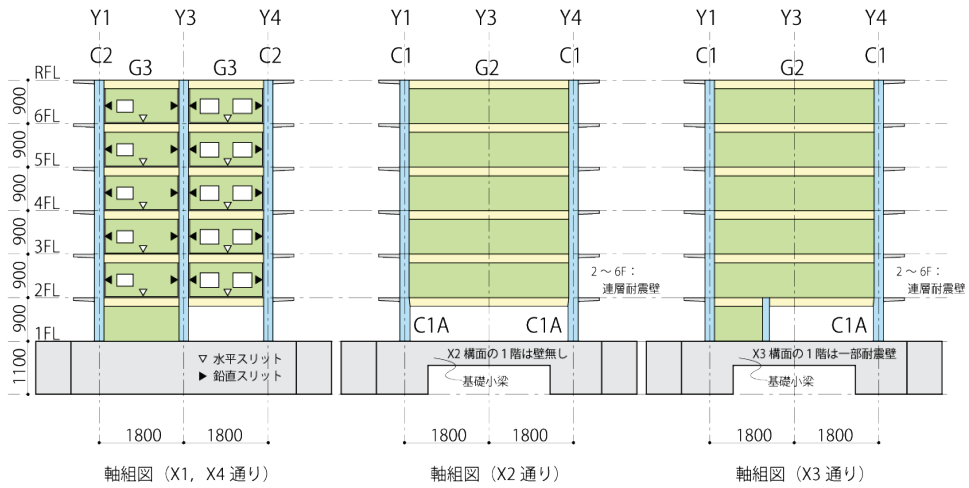 Y1 Y3 Y4
C2 C2
G3 G3
RFL
900
6FL
900
5FL
900
4FL
900
3FL
900
2FL
900
1FL
1100
▽ 水平スリット
▶ 鉛直スリット
1800 1800
軸組図（X1，X4 通り）
Y1 Y3 Y4
C1 C1
G2
2～6F：
連層耐震壁
C1A C1A
X2 構面の1階は壁無し
基礎小梁
1800 1800
軸組図（X2 通り）
Y1 Y3 Y4
C1 C1
G2
2～6F：
連層耐震壁
C1A
X3 構面の1階は一部耐震壁
基礎小梁
1800 1800
軸組図（X3 通り）